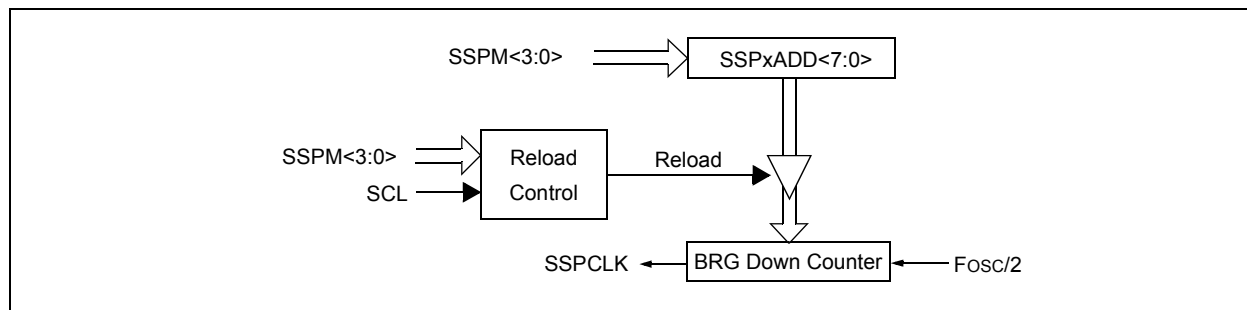 SSPM<3:0>
SSPxADD<7:0>
SSPM<3:0>
SCL
Reload
Control
Reload
SSPCLK
BRG Down Counter
FOSC/2